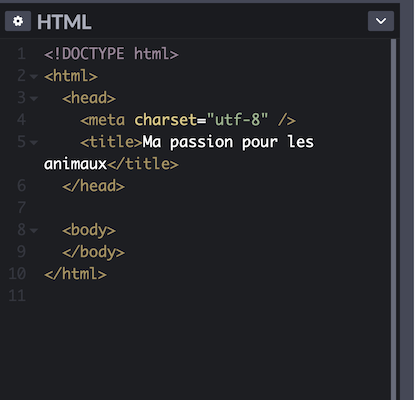 HTML
1 <!DOCTYPE html>
2 <html>
3 <head>
4 <meta charset="utf-8" />
5 <title>Ma passion pour les
animaux</title>
6 </head>
7
8 <body>
9 </body>
10 </html>
11